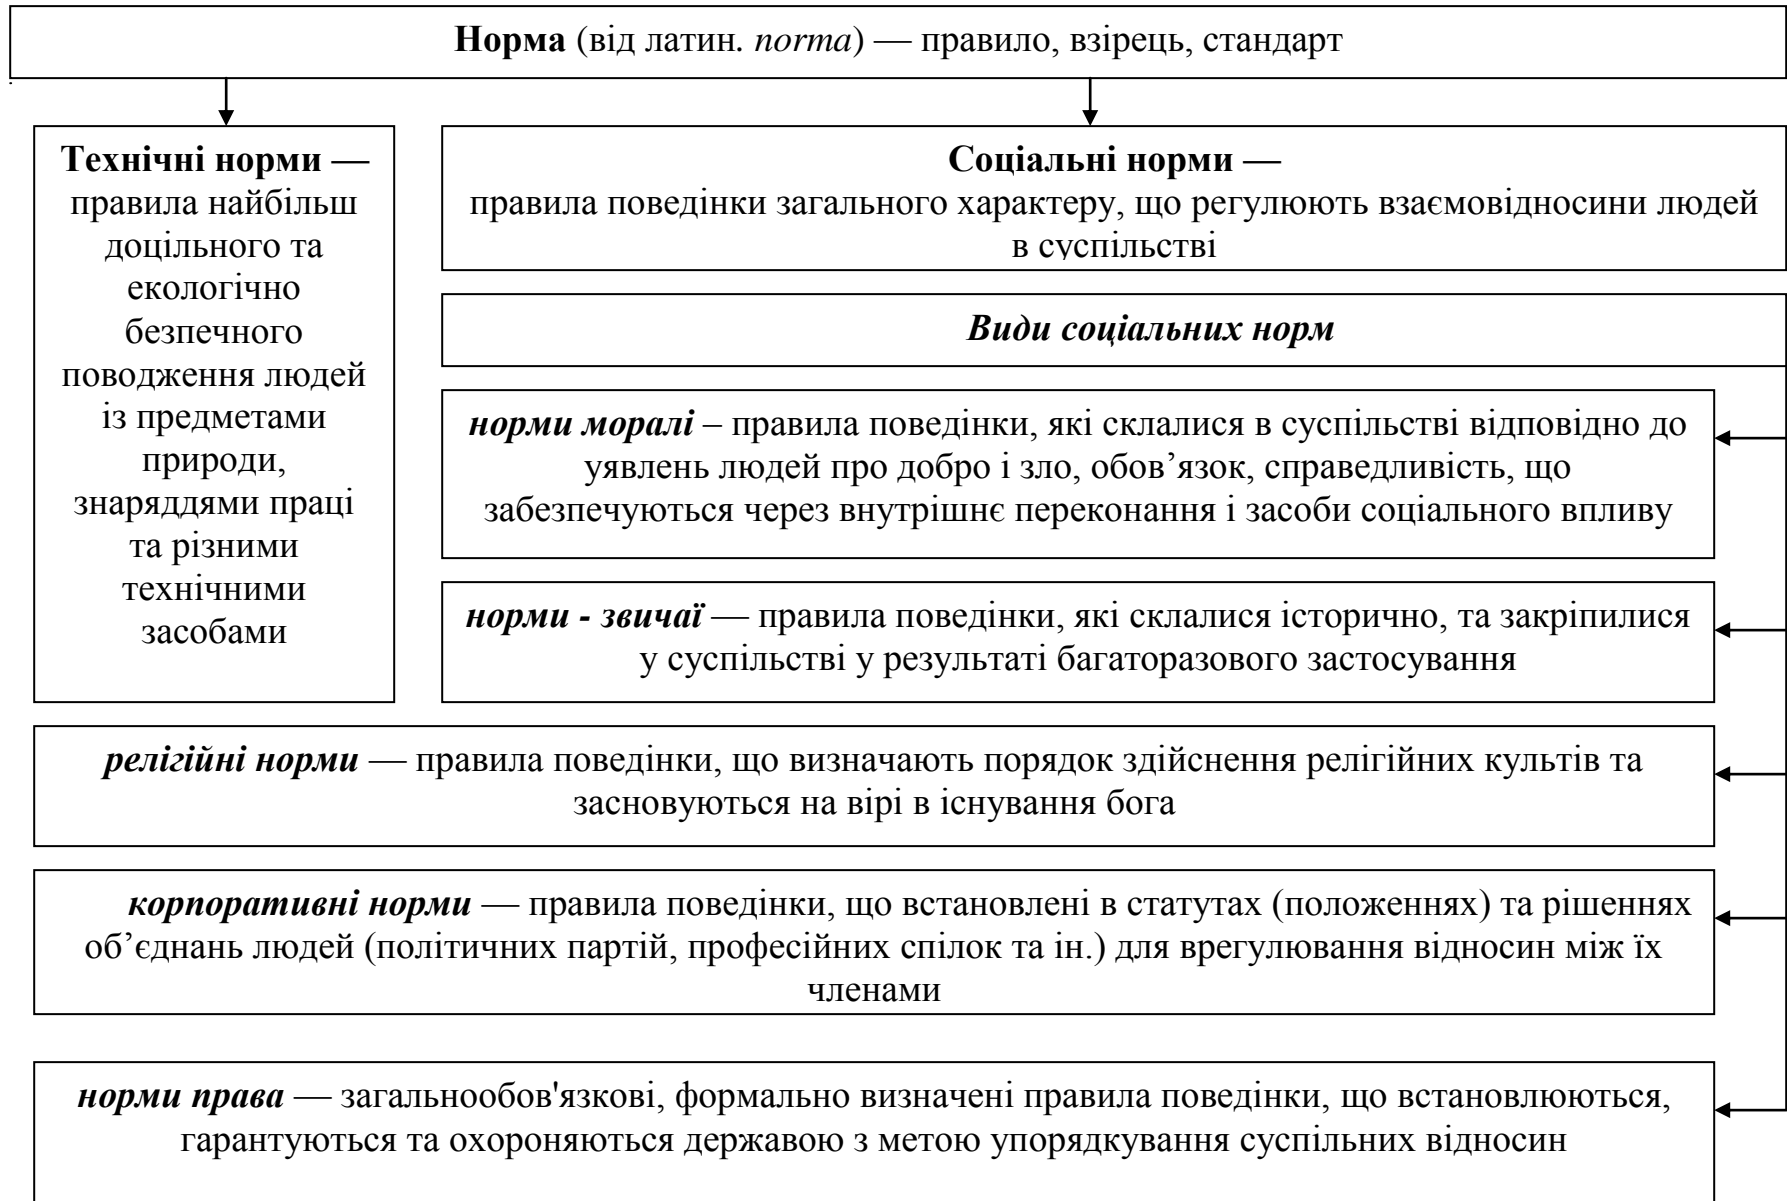 Норма (від латин. norma) — правило, взірець, стандарт
Технічні норми —
правила найбільш
доцільного та
екологічно
безпечного
поводження людей
із предметами
природи,
знаряддями праці
та різними
технічними
засобами
Соціальні норми —
правила поведінки загального характеру, що регулюють взаємовідносини людей
в суспільстві
Види соціальних норм
норми моралі – правила поведінки, які склалися в суспільстві відповідно до
уявлень людей про добро і зло, обов’язок, справедливість, що
забезпечуються через внутрішнє переконання і засоби соціального впливу
норми - звичаї — правила поведінки, які склалися історично, та закріпилися
у суспільстві у результаті багаторазового застосування
релігійні норми — правила поведінки, що визначають порядок здійснення релігійних культів та
засновуються на вірі в існування бога
корпоративні норми — правила поведінки, що встановлені в статутах (положеннях) та рішеннях
об’єднань людей (політичних партій, професійних спілок та ін.) для врегулювання відносин між їх
членами
норми права — загальнообов'язкові, формально визначені правила поведінки, що встановлюються,
гарантуються та охороняються державою з метою упорядкування суспільних відносин